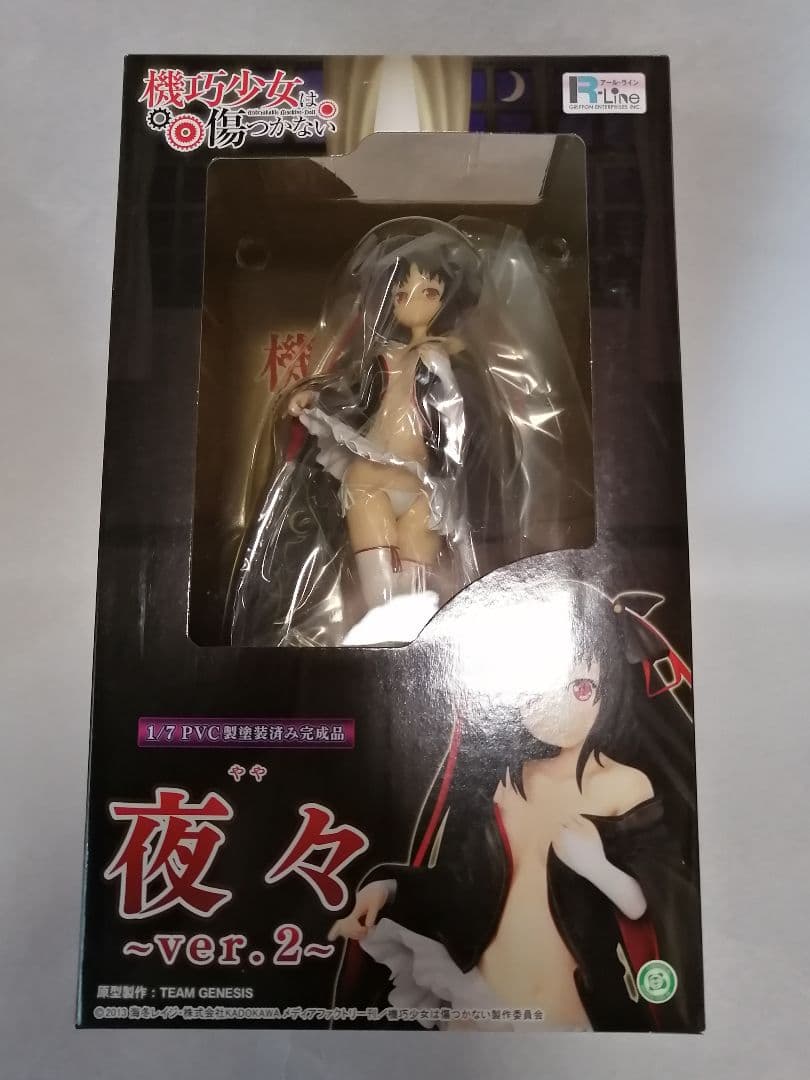 機巧少女は
傷つかない
Unbreakable Machine-Doll
アール・ライン
R-Line
GRIFFON ENTERPRISES INC.
機
1/7 PVC製塗装済み完成品
やや
夜々
~ver.2~
原型製作：TEAM GENESIS
©2013 海冬レイジ・株式会社KADOKAWA メディアファクトリー刊／機巧少女は傷つかない製作委員会